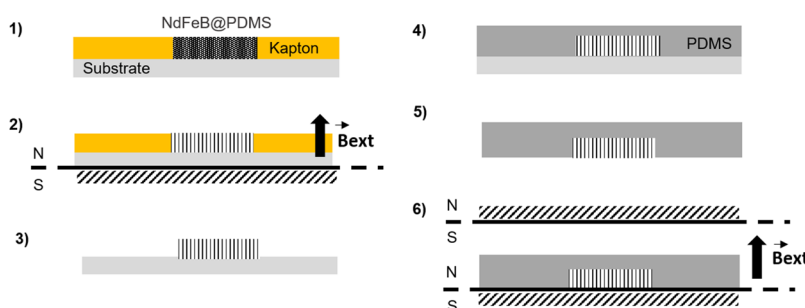 NdFeB@PDMS
1)
Kapton
Substrate
2)
Bext
N
S
3)
4)
PDMS
5)
6)
N
S
N
Bext
S